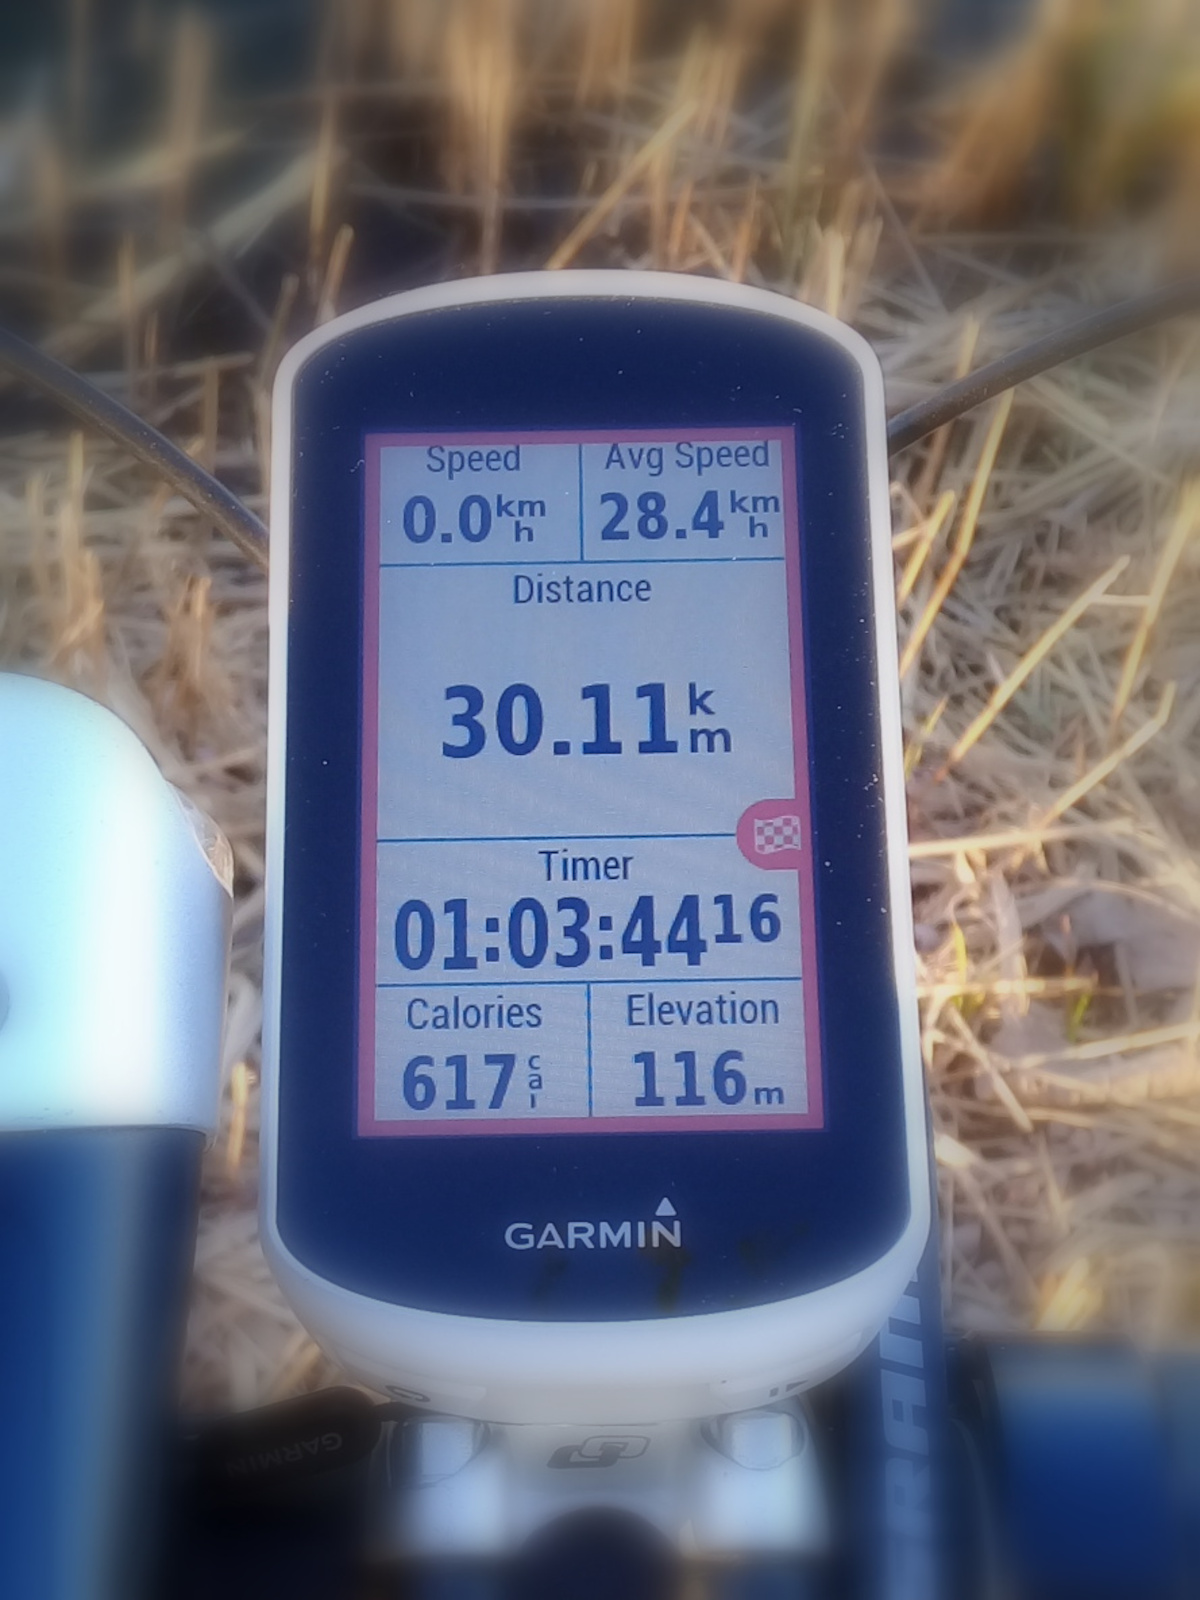 Speed Avg Speed
0.0 km/h 28.4 km/h
Distance
30.11 km
Timer
01:03:44 16
Calories Elevation
617 cal 116 m
GARMIN
GARMIN